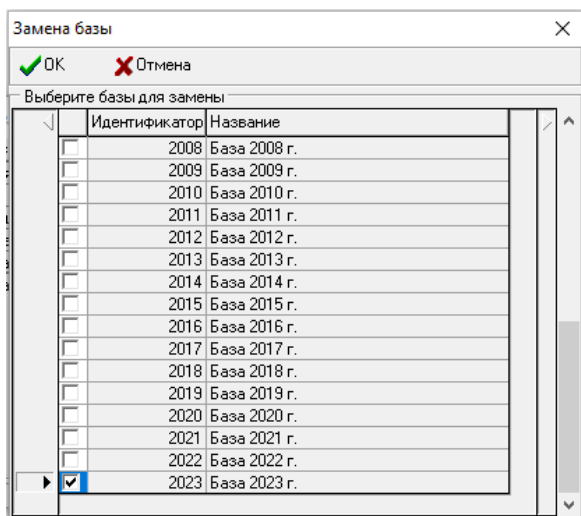 Замена базы
OK Отмена
Выберите базы для замены
Идентификатор Название
2008 База 2008 г.
2009 База 2009 г.
2010 База 2010 г.
2011 База 2011 г.
2012 База 2012 г.
2013 База 2013 г.
2014 База 2014 г.
2015 База 2015 г.
2016 База 2016 г.
2017 База 2017 г.
2018 База 2018 г.
2019 База 2019 г.
2020 База 2020 г.
2021 База 2021 г.
2022 База 2022 г.
2023 База 2023 г.